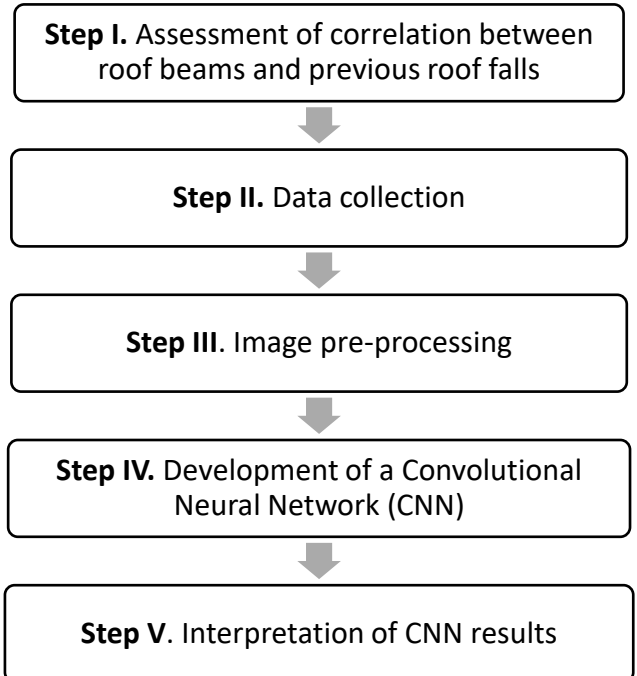 Step I. Assessment of correlation between
roof beams and previous roof falls
Step II. Data collection
Step III. Image pre-processing
Step IV. Development of a Convolutional
Neural Network (CNN)
Step V. Interpretation of CNN results